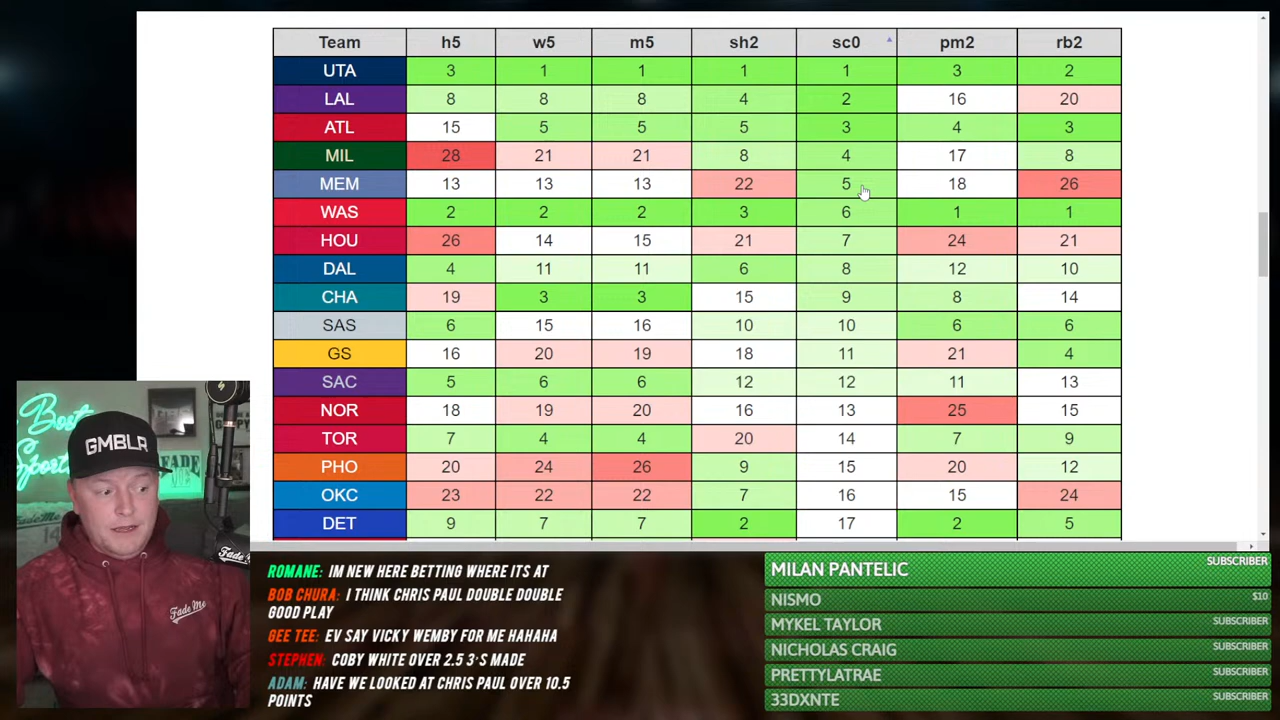 Team h5 w5 m5 sh2 sc0 pm2 rb2
UTA 3 1 1 1 1 3 2
LAL 8 8 8 4 2 16 20
ATL 15 5 5 5 3 4 3
MIL 28 21 21 8 4 17 8
MEM 13 13 13 22 5 18 26
WAS 2 2 2 3 6 1 1
HOU 26 14 15 21 7 24 21
DAL 4 11 11 6 8 12 10
CHA 19 3 3 15 9 8 14
SAS 6 15 16 10 10 6 6
GS 16 20 19 18 11 21 4
SAC 5 6 6 12 12 11 13
NOR 18 19 20 16 13 25 15
TOR 7 4 4 20 14 7 9
PHO 20 24 26 9 15 20 12
OKC 23 22 22 7 16 15 24
DET 9 7 7 2 17 2 5
GMBLR
Fade Me
ROMANE: IM NEW HERE BETTING WHERE ITS AT
BOB CHURA: I THINK CHRIS PAUL DOUBLE DOUBLE
GOOD PLAY
GEE TEE: EV SAY VICKY WEMBY FOR ME HAHAHA
STEPHEN: COBY WHITE OVER 2.5 3'S MADE
ADAM: HAVE WE LOOKED AT CHRIS PAUL OVER 10.5
POINTS
MILAN PANTELIC SUBSCRIBER
NISMO $10
MYKEL TAYLOR SUBSCRIBER
NICHOLAS CRAIG SUBSCRIBER
PRETTYLATRAE SUBSCRIBER
33DXNTE SUBSCRIBER